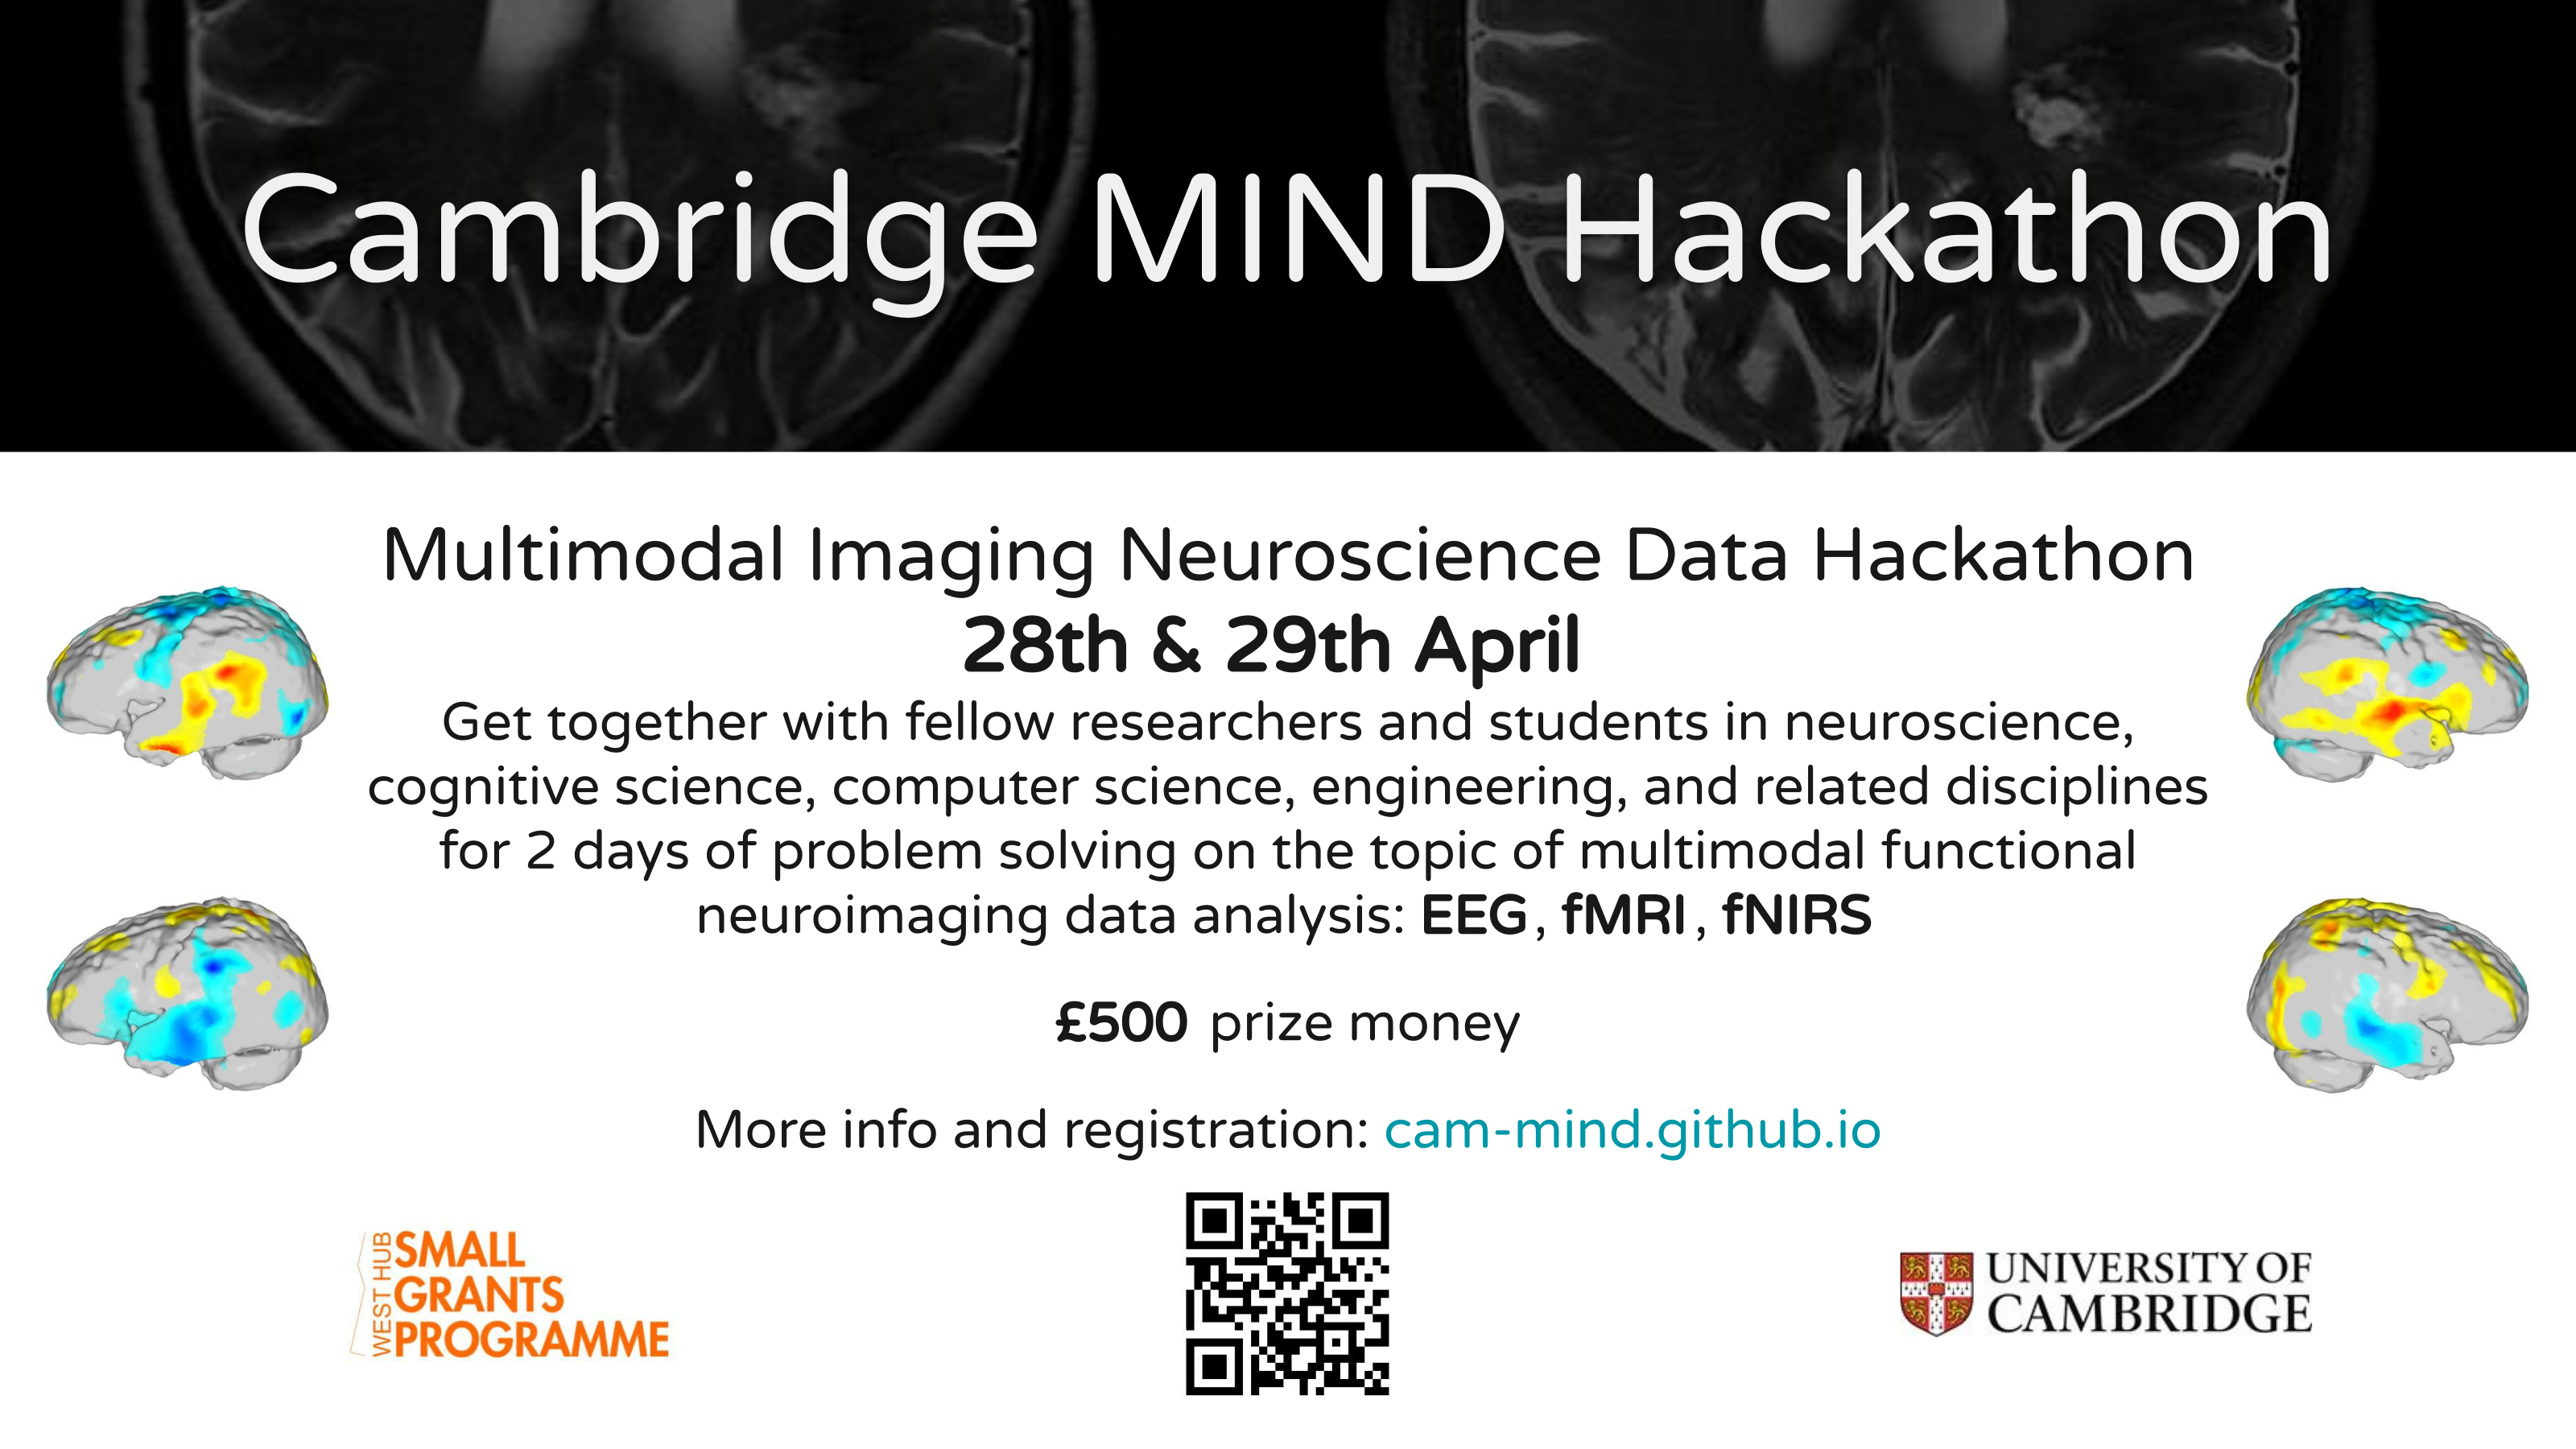 Cambridge MIND Hackathon
Multimodal Imaging Neuroscience Data Hackathon
28th & 29th April
Get together with fellow researchers and students in neuroscience,
cognitive science, computer science, engineering, and related disciplines
for 2 days of problem solving on the topic of multimodal functional
neuroimaging data analysis: EEG, fMRI, fNIRS
£500 prize money
More info and registration: cam-mind.github.io
WEST HUB
SMALL
GRANTS
PROGRAMME
UNIVERSITY OF
CAMBRIDGE